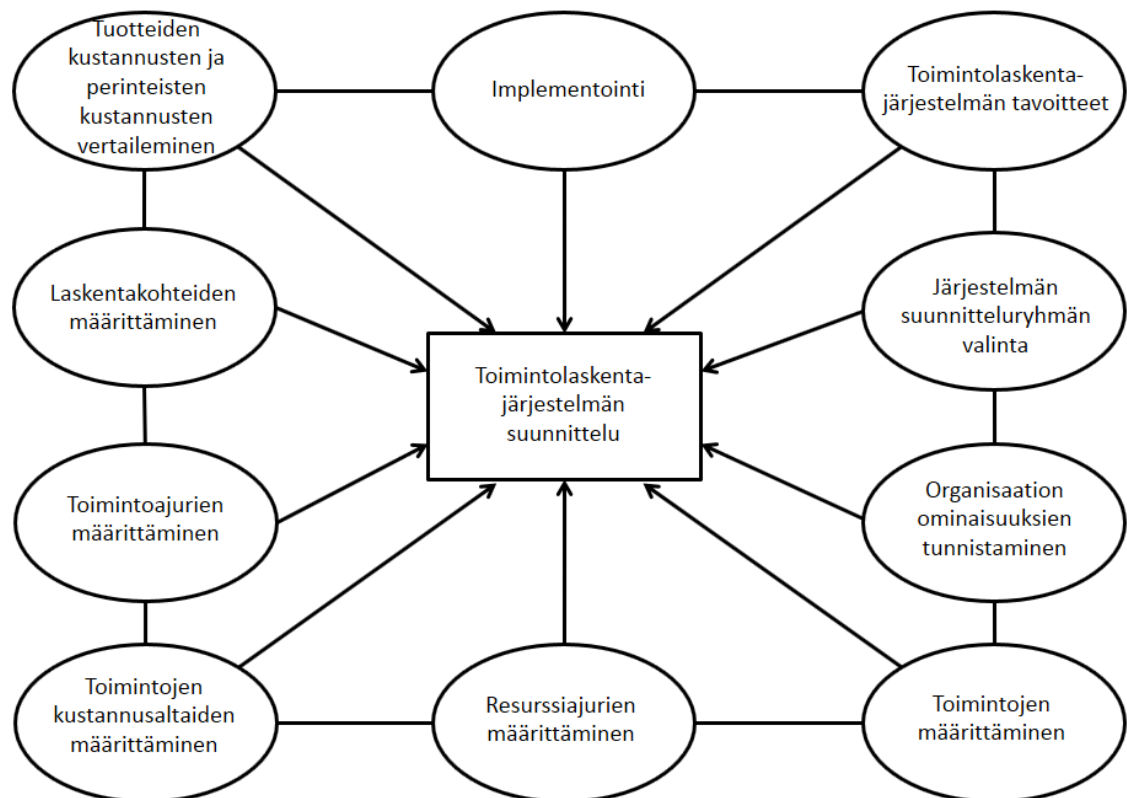 Tuotteiden
kustannusten ja
perinteisten
kustannusten
vertaileminen
Implementointi
Toimintolaskenta-
järjestelmän tavoitteet
Laskentakohteiden
määrittäminen
Järjestelmän
suunnitteluryhmän
valinta
Toimintolaskenta-
järjestelmän
suunnittelu
Toimintoajurien
määrittäminen
Organisaation
ominaisuuksien
tunnistaminen
Toimintojen
kustannusaltaiden
määrittäminen
Resurssiajurien
määrittäminen
Toimintojen
määrittäminen